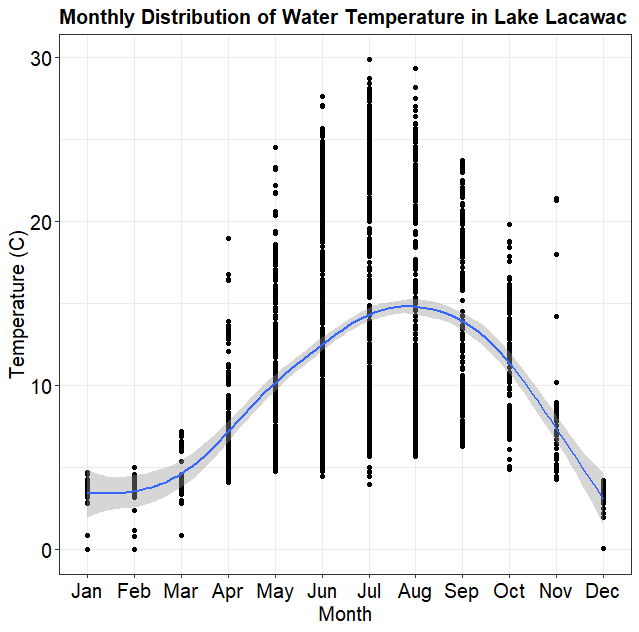 Monthly Distribution of Water Temperature in Lake Lacawac
30
20
10
0
Temperature (C)
Jan Feb Mar Apr May Jun Jul Aug Sep Oct Nov Dec
Month